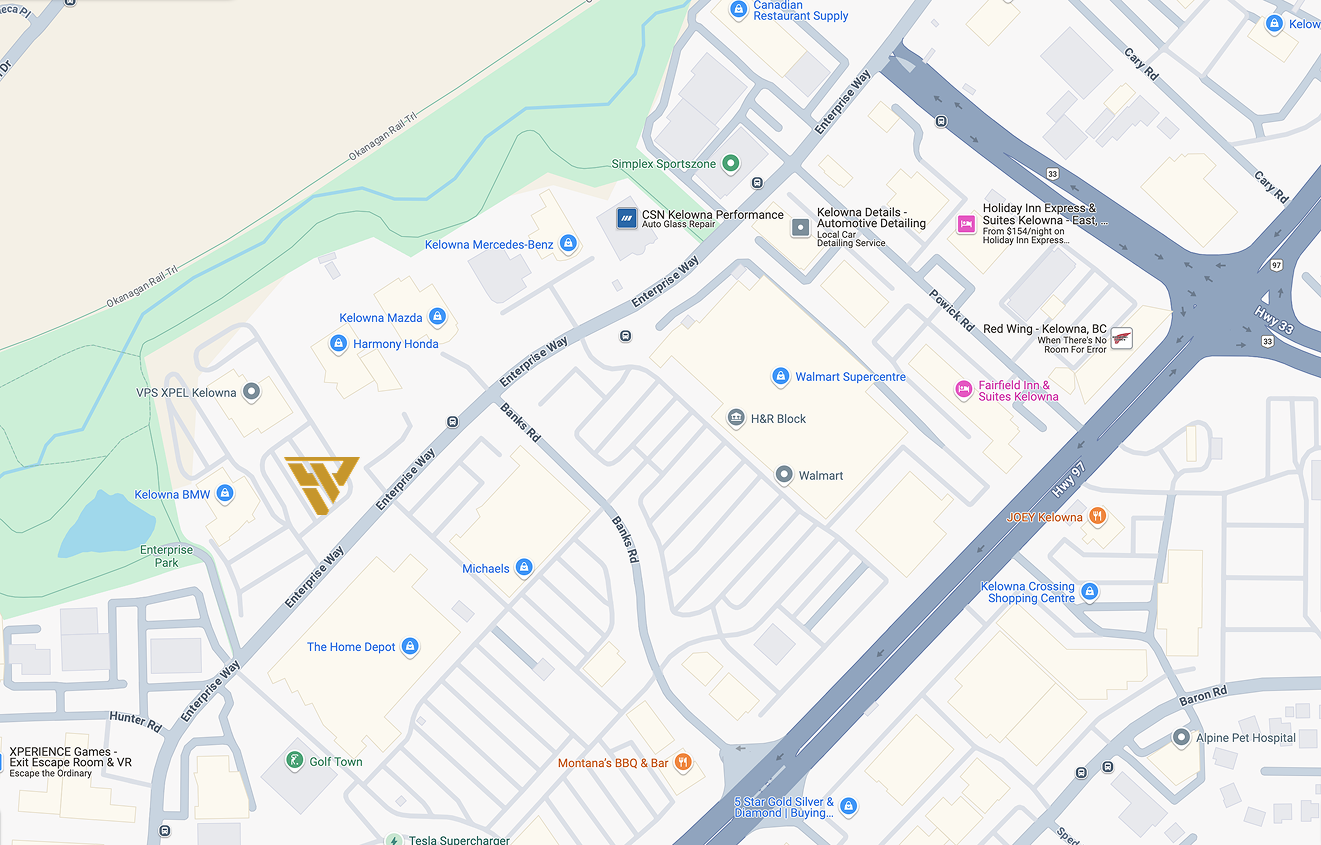 Canadian
Restaurant Supply
Kelow
eca Pl
Dr
Cary Rd
Enterprise Way
Okanagan Rail-Trl
Simplex Sportszone
33
Cary Rd
CSN Kelowna Performance
Auto Glass Repair
Kelowna Details -
Automotive Detailing
Local Car
Detailing Service
Holiday Inn Express &
Suites Kelowna - East, ...
From $154/night on
Holiday Inn Express...
Kelowna Mercedes-Benz
97
Okanagan Rail-Trl
Enterprise Way
Powick Rd
Hwy 33
33
Kelowna Mazda
Harmony Honda
Red Wing - Kelowna, BC
When There's No
Room For Error
Enterprise Way
Walmart Supercentre
Fairfield Inn &
Suites Kelowna
VPS XPEL Kelowna
Banks Rd
H&R Block
Enterprise Way
Walmart
Hwy 97
Kelowna BMW
JOEY Kelowna
Banks Rd
Enterprise
Park
Enterprise Way
Michaels
Kelowna Crossing
Shopping Centre
The Home Depot
Enterprise Way
Baron Rd
Hunter Rd
Alpine Pet Hospital
XPERIENCE Games -
Exit Escape Room & VR
Escape the Ordinary
Golf Town
Montana's BBQ & Bar
5 Star Gold Silver &
Diamond | Buying...
Tesla Supercharger
Sped